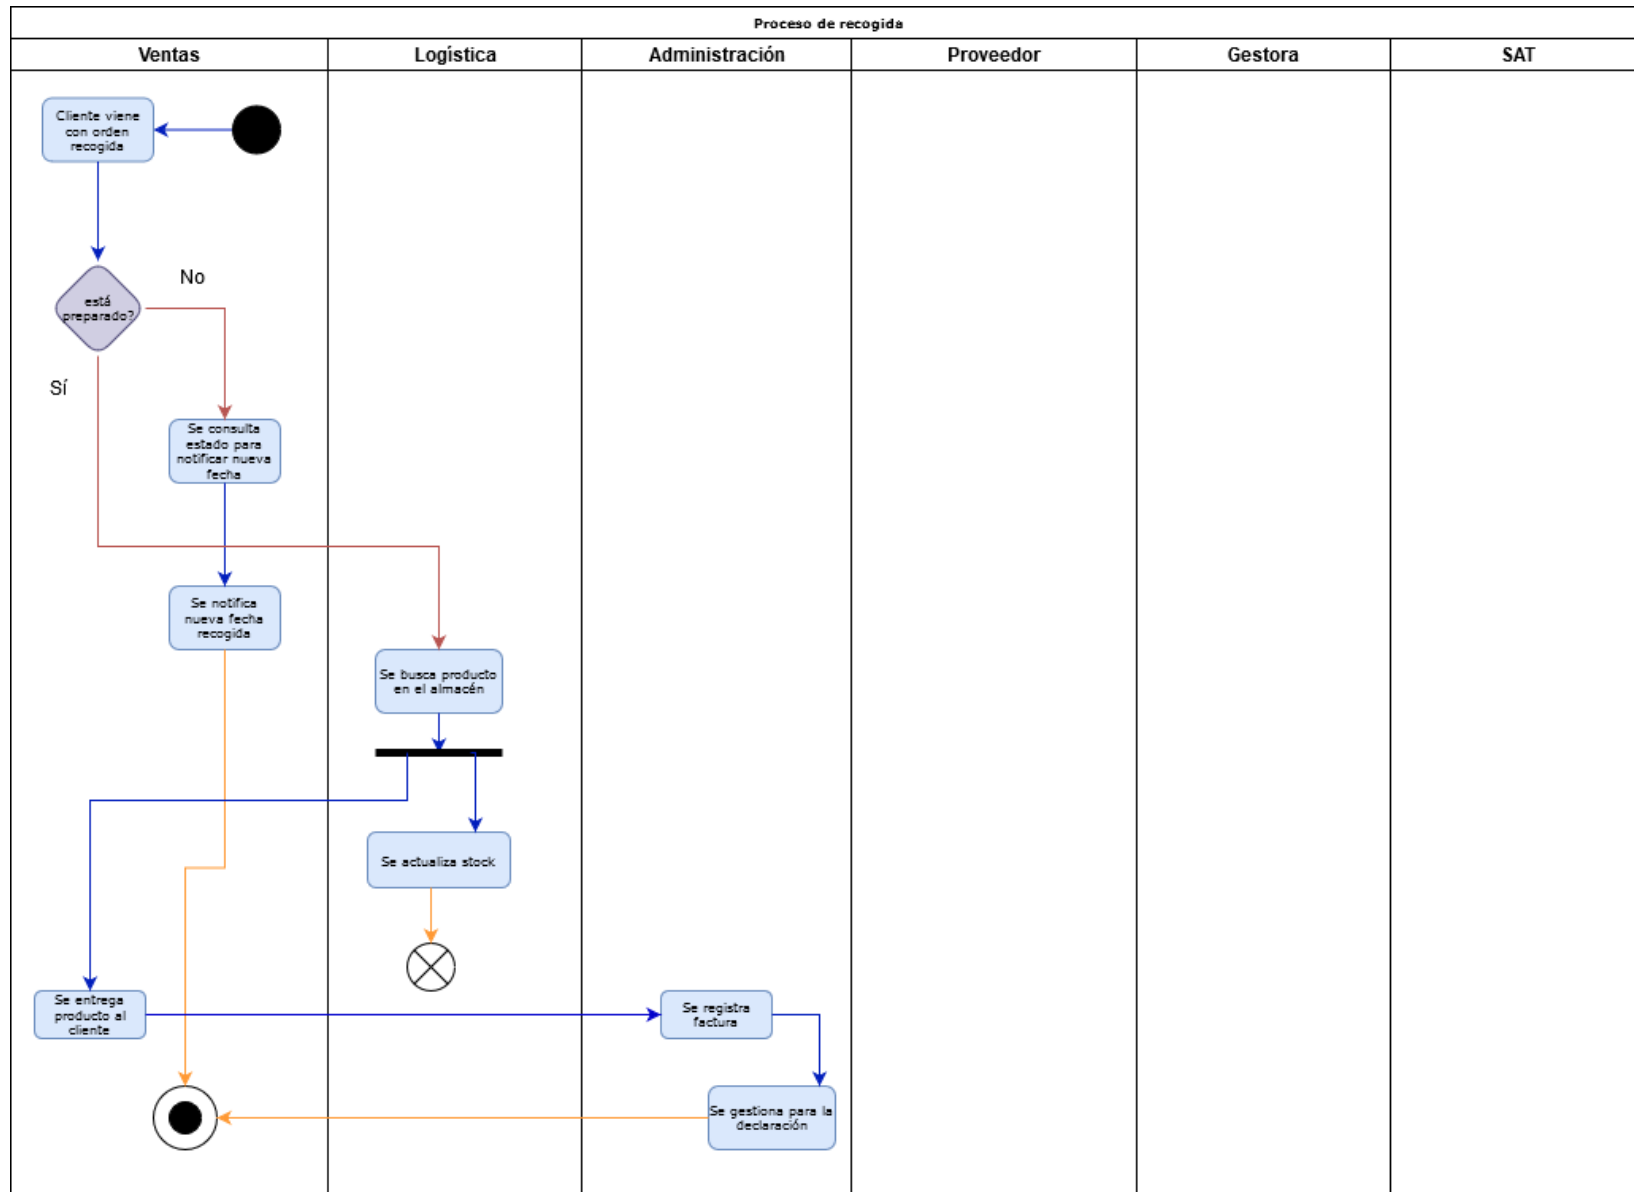 Proceso de recogida
Ventas
Logística
Administración
Proveedor
Gestora
SAT
Cliente viene
con orden
recogida
No
está
preparado?
Sí
Se consulta
estado para
notificar nueva
fecha
Se notifica
nueva fecha
recogida
Se busca producto
en el almacén
Se actualiza stock
Se entrega
producto al
cliente
Se registra
factura
Se gestiona para la
declaración